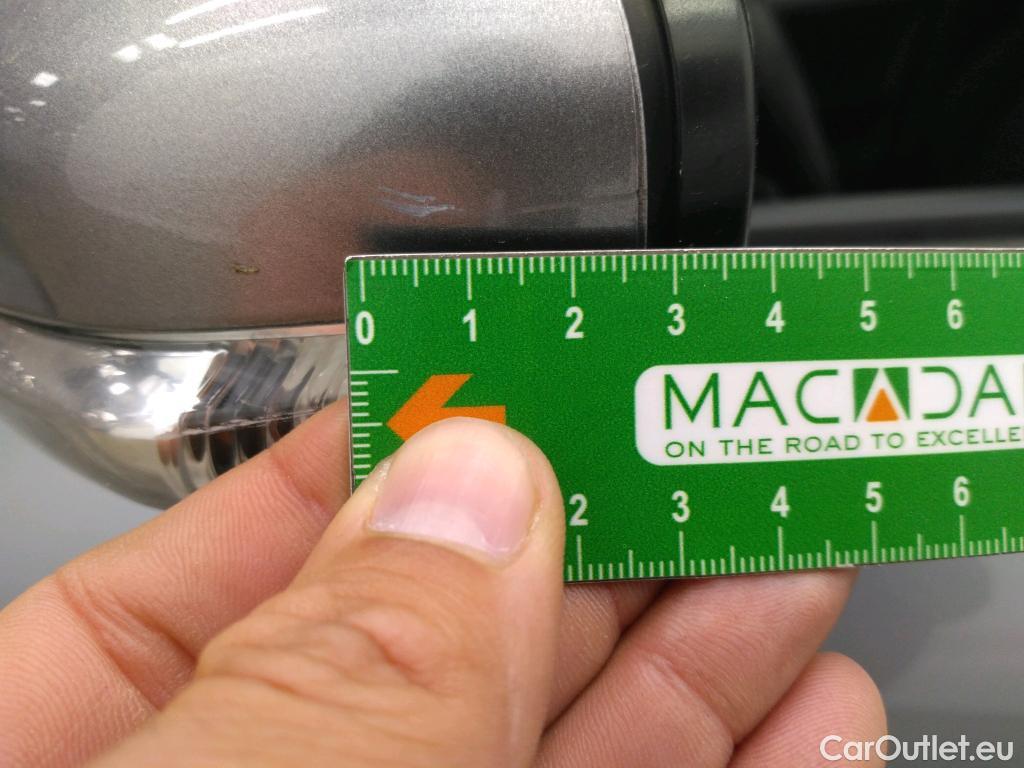 0 1 2 3 4 5 6
MACADA
ON THE ROAD TO EXCELLE
2 3 4 5 6
CarOutlet.eu